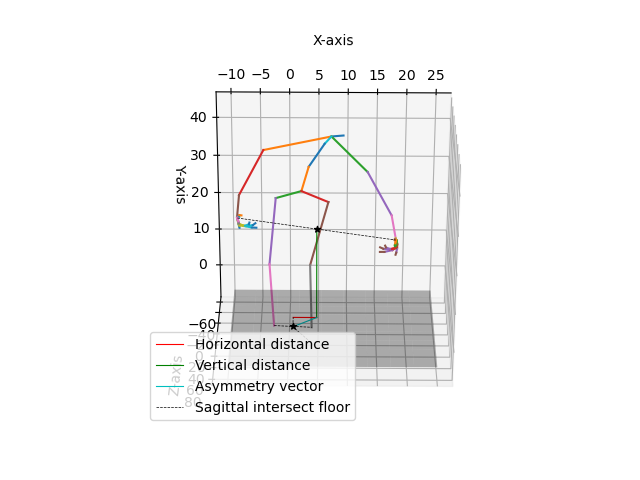 X-axis
−10 −5 0 5 10 15 20 25
40
30
Y-axis
20
10
0
−60
Horizontal distance
Vertical distance
Asymmetry vector
Sagittal intersect floor
Z-axis
80